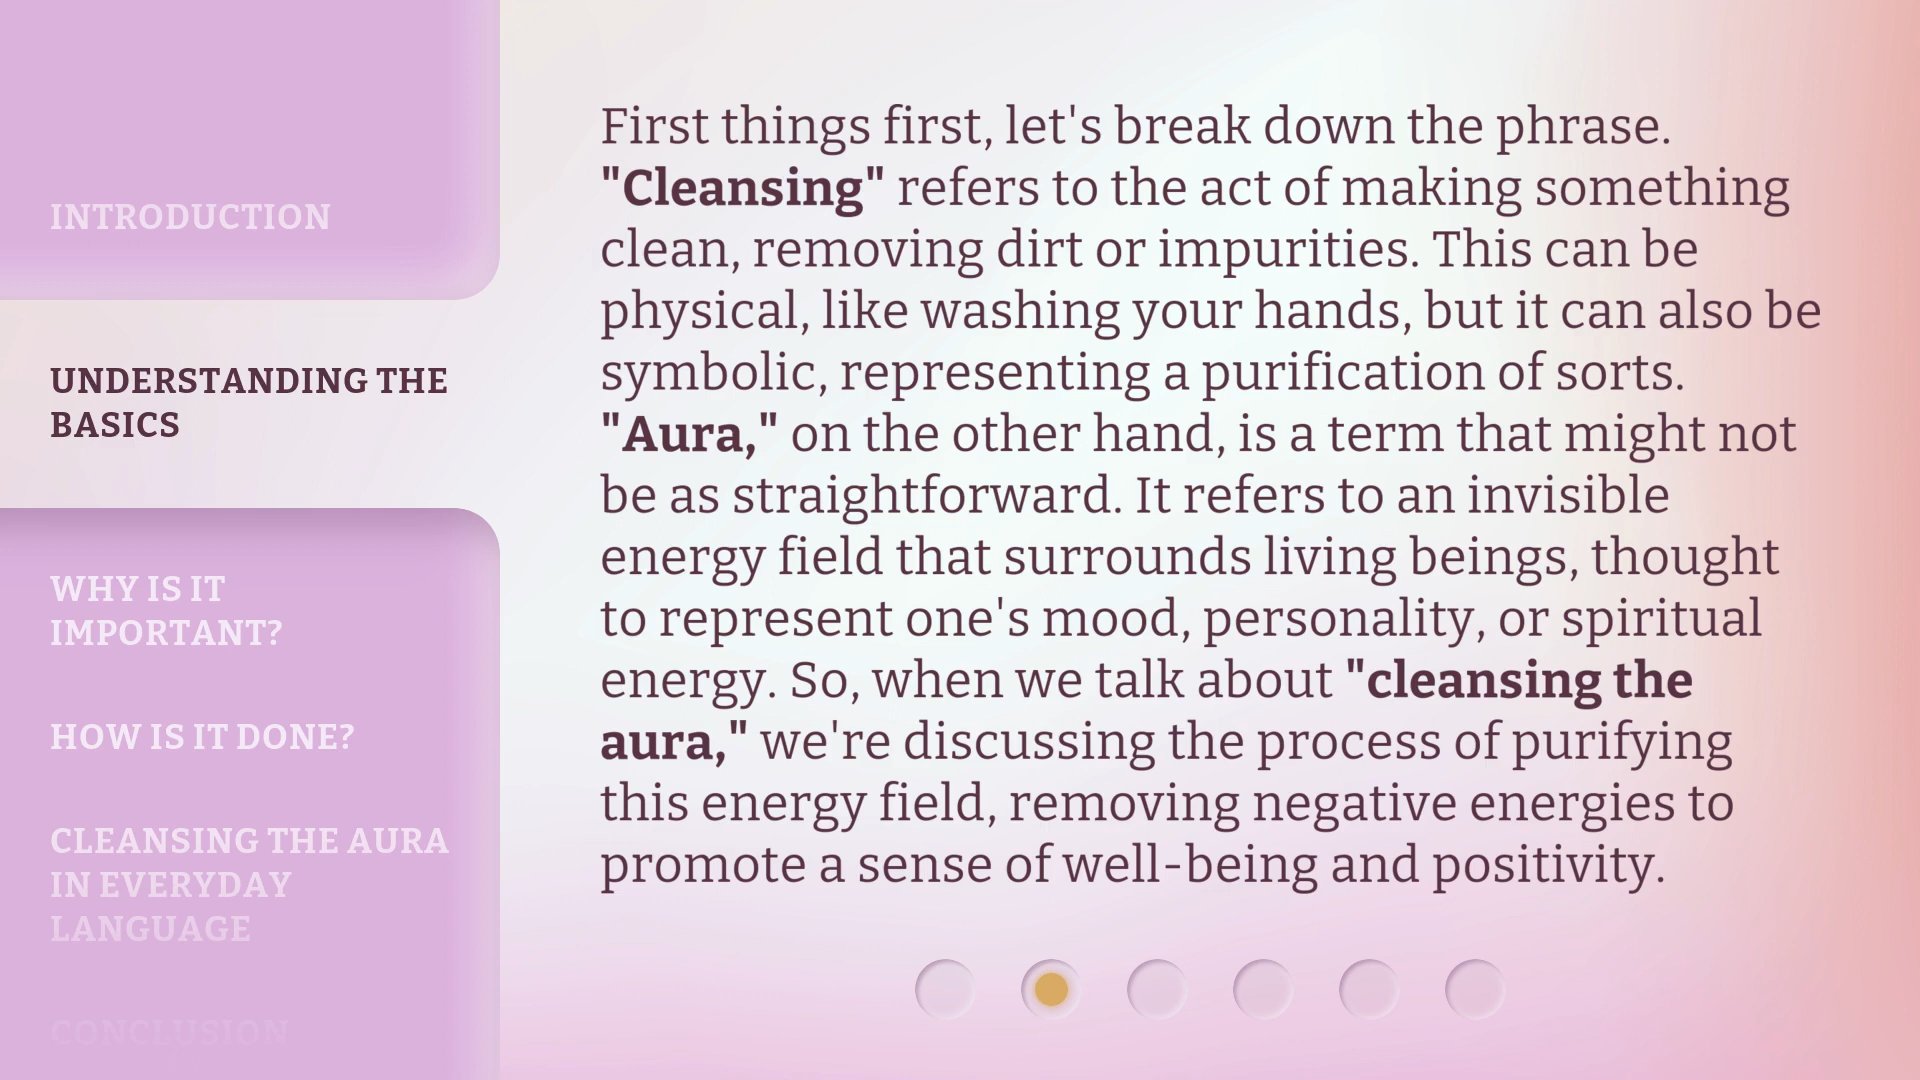 INTRODUCTION
UNDERSTANDING THE
BASICS
WHY IS IT
IMPORTANT?
HOW IS IT DONE?
CLEANSING THE AURA
IN EVERYDAY
LANGUAGE
CONCLUSION
First things first, let's break down the phrase.
"Cleansing" refers to the act of making something
clean, removing dirt or impurities. This can be
physical, like washing your hands, but it can also be
symbolic, representing a purification of sorts.
"Aura," on the other hand, is a term that might not
be as straightforward. It refers to an invisible
energy field that surrounds living beings, thought
to represent one's mood, personality, or spiritual
energy. So, when we talk about "cleansing the
aura," we're discussing the process of purifying
this energy field, removing negative energies to
promote a sense of well-being and positivity.